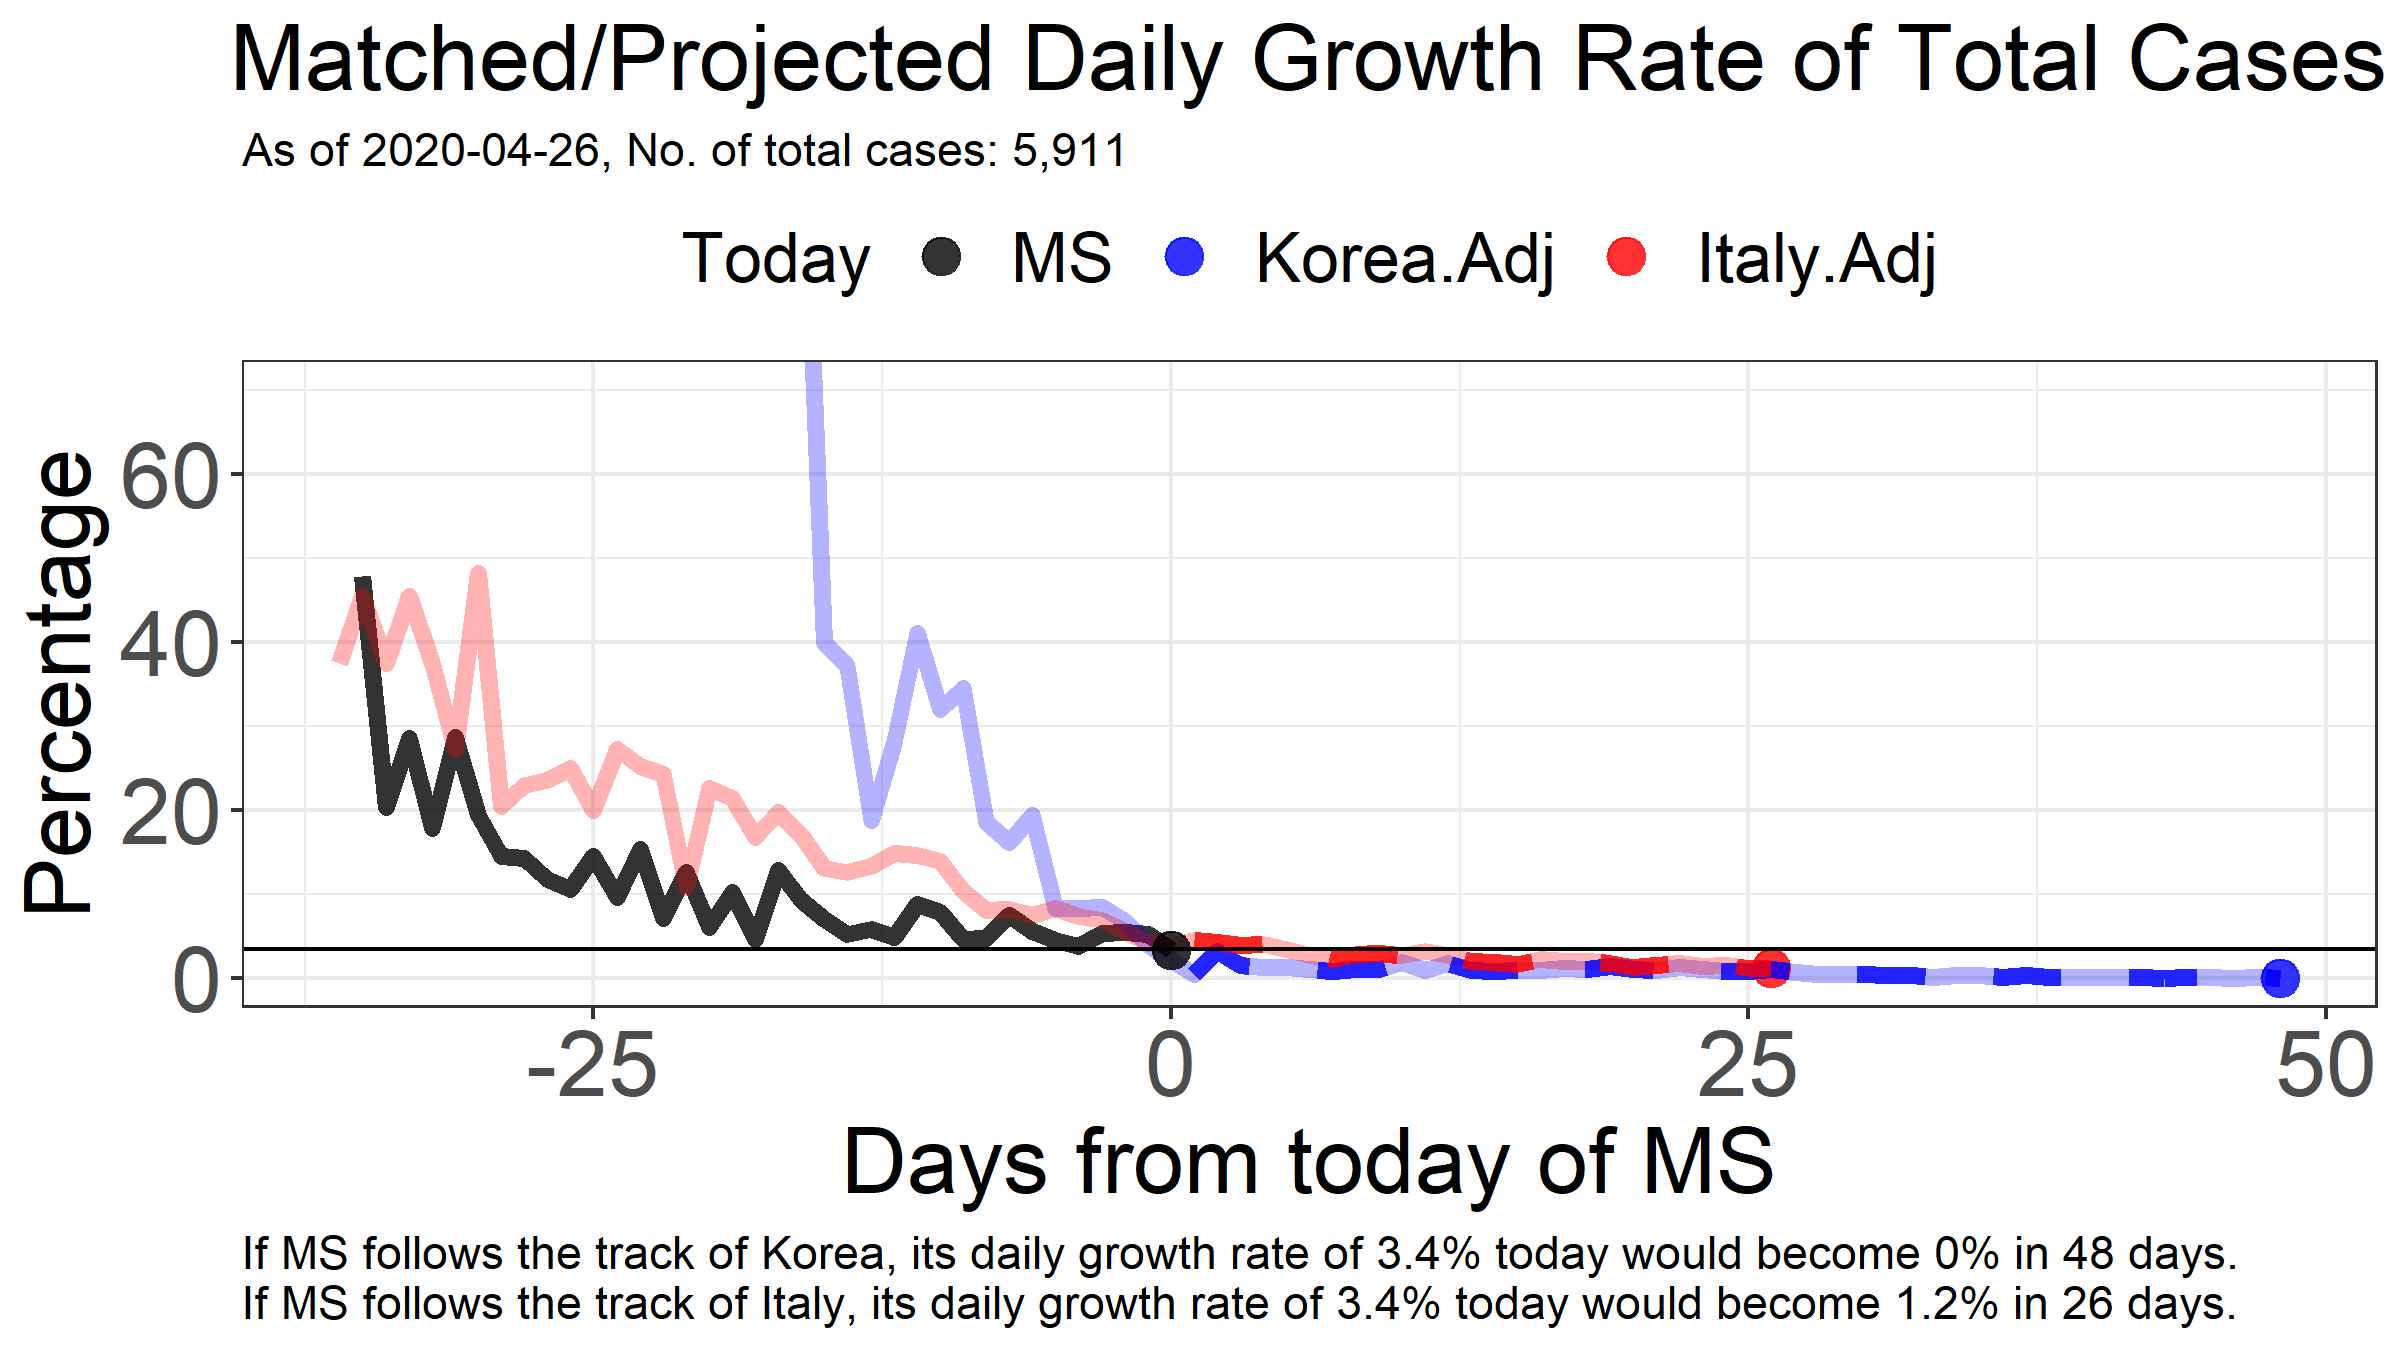 Matched/Projected Daily Growth Rate of Total Cases
As of 2020-04-26, No. of total cases: 5,911
Today MS Korea.Adj Italy.Adj
Percentage
60
40
20
0
-25 0 25 50
Days from today of MS
If MS follows the track of Korea, its daily growth rate of 3.4% today would become 0% in 48 days.
If MS follows the track of Italy, its daily growth rate of 3.4% today would become 1.2% in 26 days.